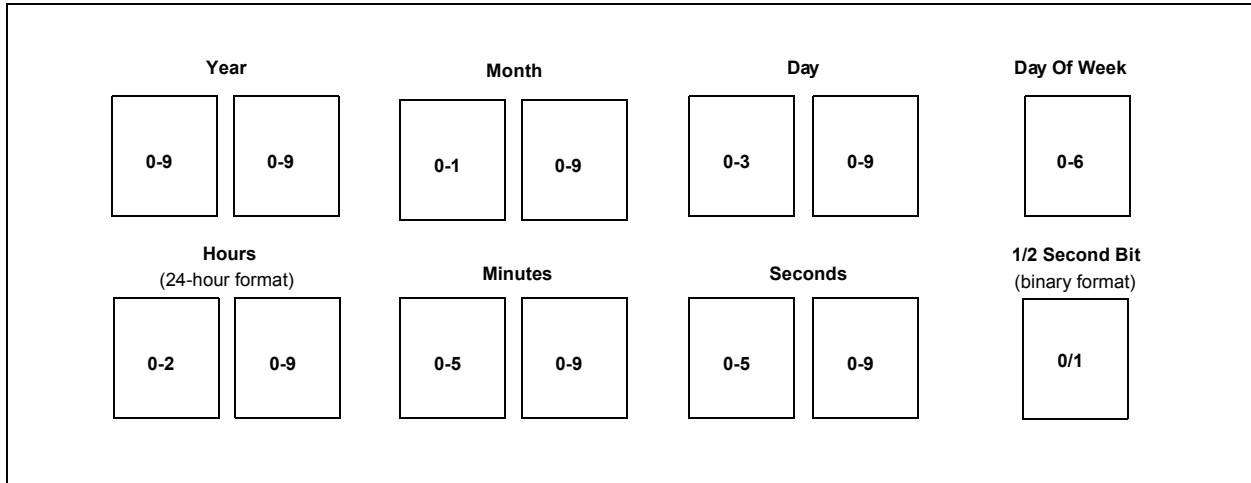 Year Month Day Day Of Week
0-9 0-9 0-1 0-9 0-3 0-9 0-6
Hours 1/2 Second Bit
(24-hour format) Minutes Seconds (binary format)
0-2 0-9 0-5 0-9 0-5 0-9 0/1